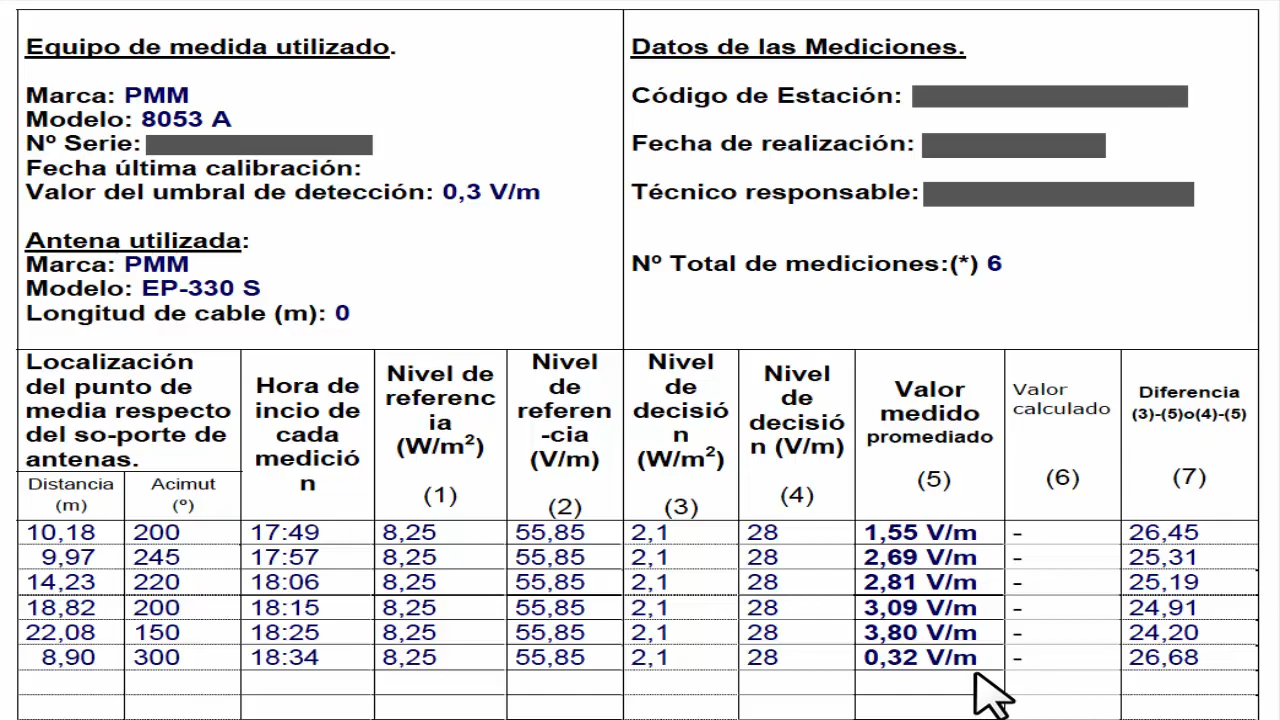 Equipo de medida utilizado.
Marca: PMM
Modelo: 8053 A
Nº Serie:
Fecha última calibración:
Valor del umbral de detección: 0,3 V/m
Antena utilizada:
Marca: PMM
Modelo: EP-330 S
Longitud de cable (m): 0
Datos de las Mediciones.
Código de Estación:
Fecha de realización:
Técnico responsable:
Nº Total de mediciones:(*) 6
Localización
del punto de
media respecto
del so-porte de
antenas.
Distancia
(m)
Acimut
(º)
Hora de
incio de
cada
medició
n
Nivel de
referenc
ia
(W/m²)
(1)
Nivel
de
referen
-cia
(V/m)
(2)
Nivel
de
decisió
n
(W/m²)
(3)
Nivel
de
decisió
n (V/m)
(4)
Valor
medido
promediado
(5)
Valor
calculado
(6)
Diferencia
(3)-(5)o(4)-(5)
(7)
10,18 200 17:49 8,25 55,85 2,1 28 1,55 V/m - 26,45
9,97 245 17:57 8,25 55,85 2,1 28 2,69 V/m - 25,31
14,23 220 18:06 8,25 55,85 2,1 28 2,81 V/m - 25,19
18,82 200 18:15 8,25 55,85 2,1 28 3,09 V/m - 24,91
22,08 150 18:25 8,25 55,85 2,1 28 3,80 V/m - 24,20
8,90 300 18:34 8,25 55,85 2,1 28 0,32 V/m - 26,68